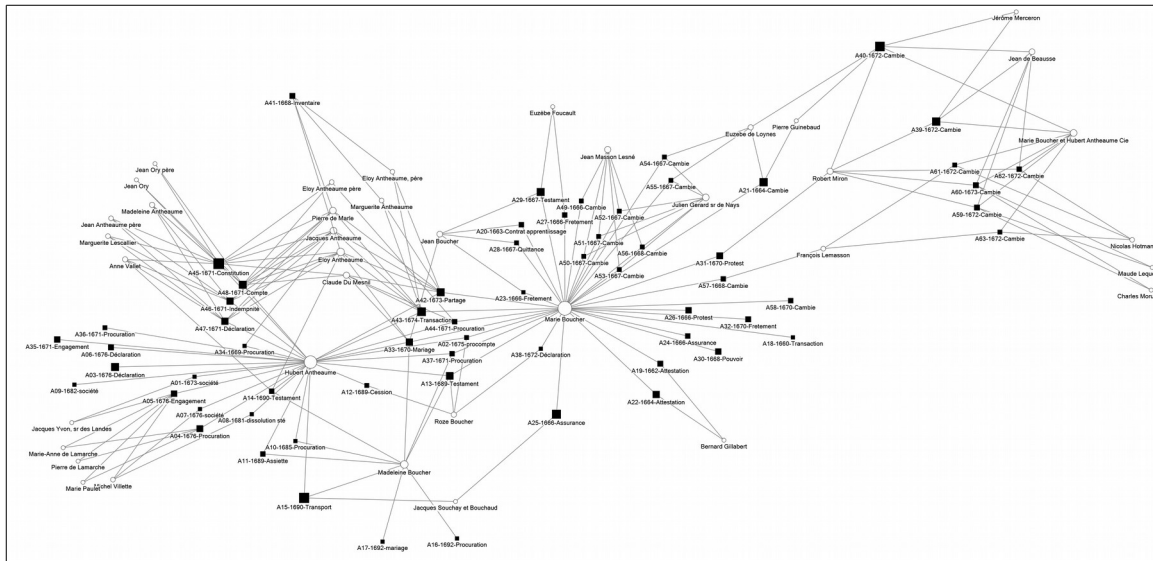 Jérôme Merceron
A40-1672-Cambie
Jean de Beausse
A41-1668-Inventaire
Euzèbe Foucault
A39-1672-Cambie
Euzebe de Loynes
Pierre Guinebaud
Marie Boucher et Hubert Antheaume Cie
Jean Masson Lesné
A54-1667-Cambie
Jean Ory père
Eloy Antheaume, père
A61-1672-Cambie
A62-1672-Cambie
Robert Miron
Jean Ory
Eloy Antheaume père
A55-1667-Cambie
A21-1664-Cambie
A60-1673-Cambie
A29-1667-Testament
A49-1666-Cambie
Julien Gerard sr de Nays
Marguerite Antheaume
Madeleine Antheaume
Pierre de Marle
A27-1666-Fretement
A52-1667-Cambie
A59-1672-Cambie
Jean Antheaume père
Jacques Antheaume
A20-1663-Contrat apprentissage
Marguerite Lescallier
Jean Boucher
A28-1667-Quittance
A51-1667-Cambie
A56-1668-Cambie
A63-1672-Cambie
Nicolas Hotman
Eloy Antheaume
A50-1667-Cambie
François Lemasson
Anne Vallet
A31-1670-Protest
A45-1671-Constitution
A53-1667-Cambie
Maude Lequ
Claude Du Mesnil
A57-1668-Cambie
A48-1671-Compte
Charles Moru
A42-1673-Partage
A23-1666-Fretement
A46-1671-Indemnité
A58-1670-Cambie
A43-1674-Transaction
Marie Boucher
A26-1666-Protest
A47-1671-Déclaration
A44-1671-Procuration
A32-1670-Fretement
A36-1671-Procuration
A24-1666-Assurance
A18-1660-Transaction
A35-1671-Engagement
A06-1676-Déclaration
A34-1669-Procuration
A33-1670-Mariage
A02-1675-procompte
A38-1672-Déclaration
A30-1668-Pouvoir
A37-1671-Procuration
A19-1662-Attestation
A03-1676-Déclaration
Hubert Antheaume
A01-1673-société
A13-1689-Testament
A09-1682-société
A12-1689-Cession
A05-1676-Engagement
A14-1690-Testament
A22-1664-Attestation
A07-1676-société
A08-1681-dissolution sté
Roze Boucher
A25-1666-Assurance
Jacques Yvon, sr des Landes
A04-1676-Procuration
A10-1685-Procuration
Bernard Gillabert
Marie-Anne de Lamarche
A11-1689-Assiette
Pierre de Lamarche
Madeleine Boucher
Marie Paulet
Michel Villette
A15-1690-Transport
Jacques Souchay et Bouchaud
A17-1692-mariage
A16-1692-Procuration